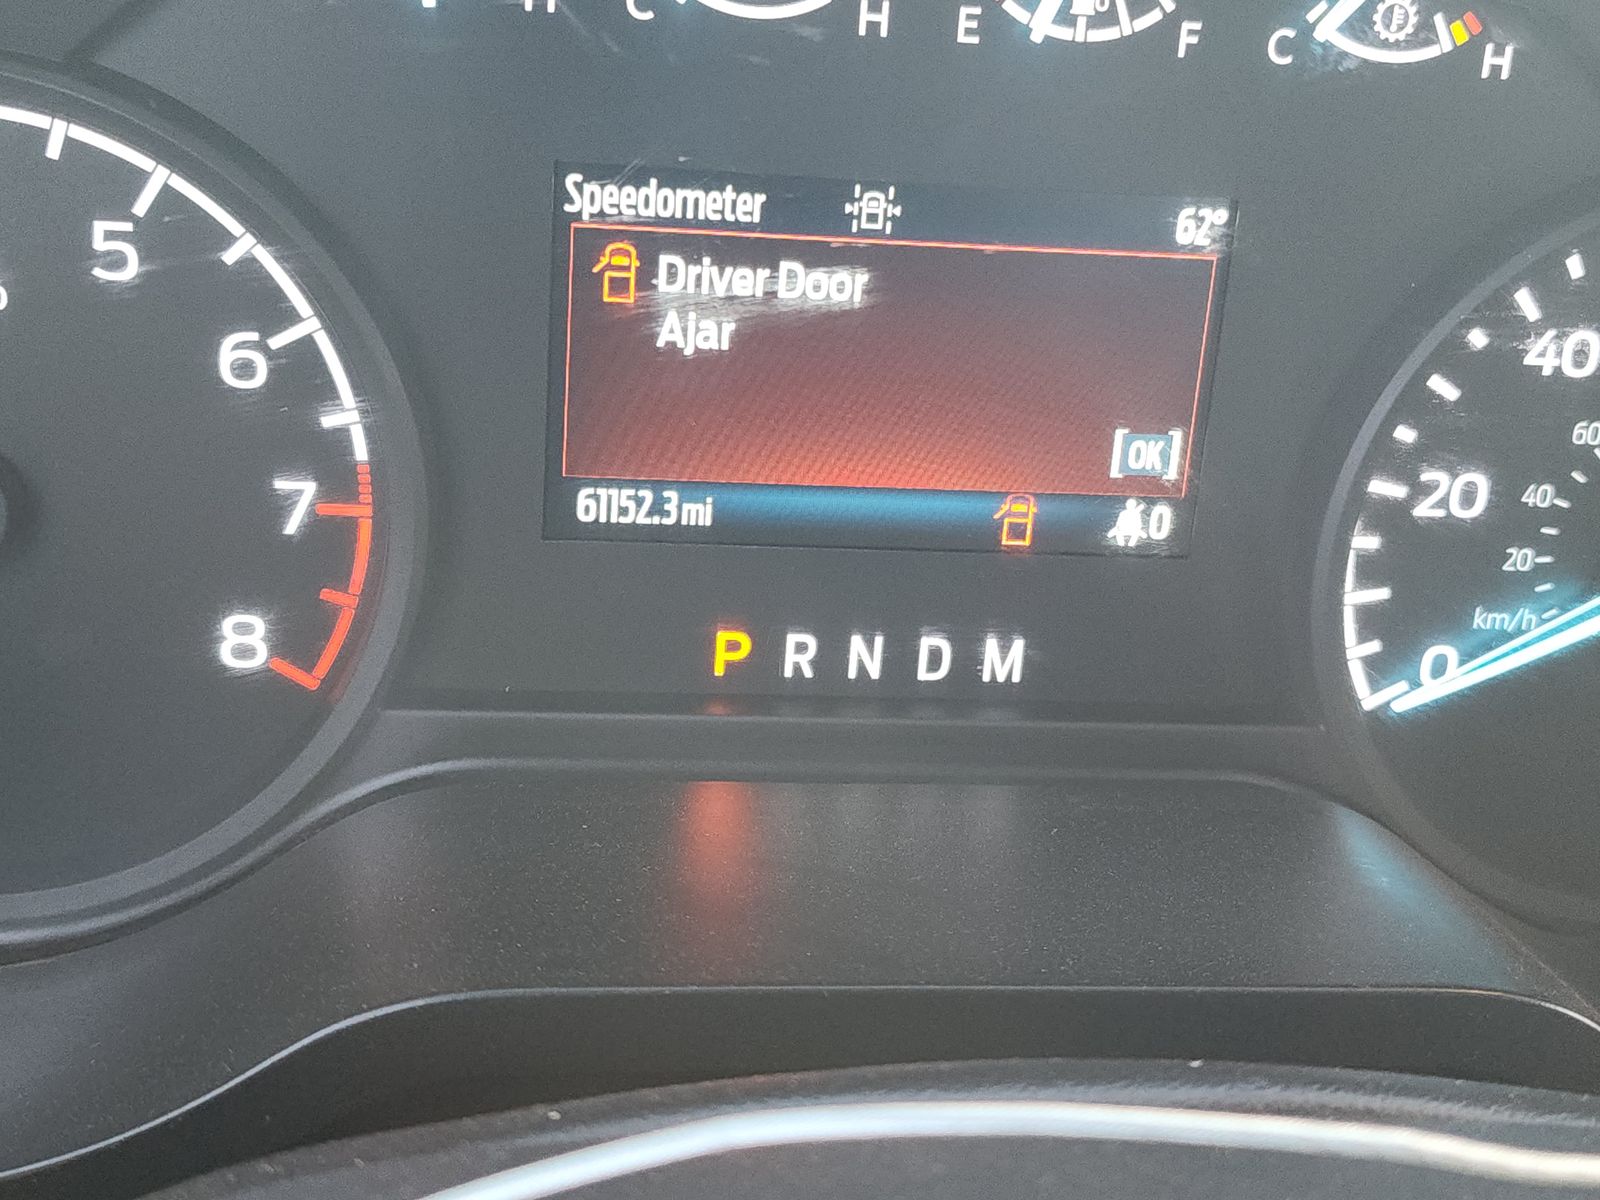 H C H E F C H
Speedometer 62°
Driver Door
Ajar
[OK]
61152.3 mi 0
P R N D M
5
6
7
8
40
60
20
40
20
km/h
0